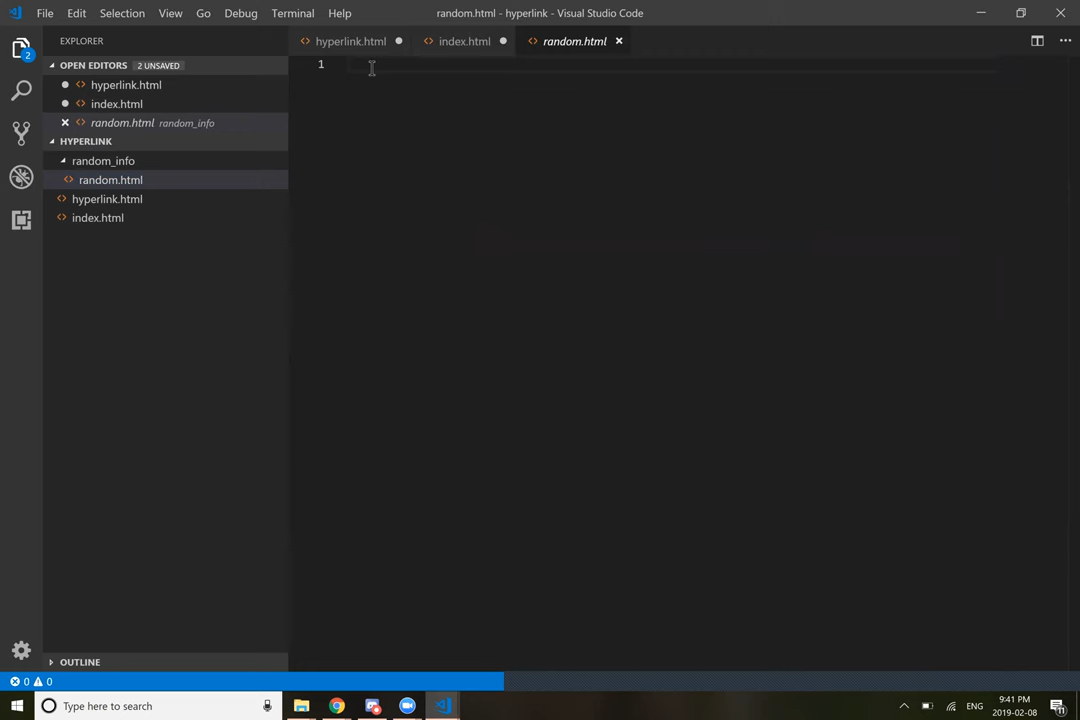 File Edit Selection View Go Debug Terminal Help random.html - hyperlink - Visual Studio Code
EXPLORER
hyperlink.html index.html random.html
2
OPEN EDITORS 2 UNSAVED
1
hyperlink.html
index.html
random.html random_info
HYPERLINK
random_info
random.html
hyperlink.html
index.html
OUTLINE
0 0
Type here to search
ENG
9:41 PM
2019-02-08
11